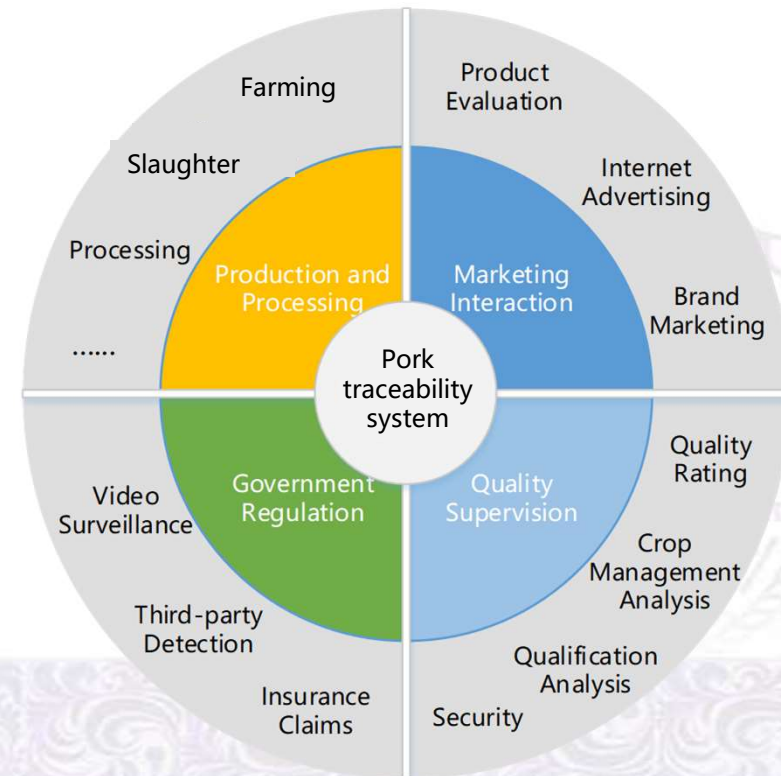 Farming
Slaughter
Processing
......
Production and
Processing
Product
Evaluation
Internet
Advertising
Brand
Marketing
Marketing
Interaction
Pork
traceability
system
Government
Regulation
Video
Surveillance
Third-party
Detection
Insurance
Claims
Quality
Supervision
Quality
Rating
Crop
Management
Analysis
Qualification
Analysis
Security